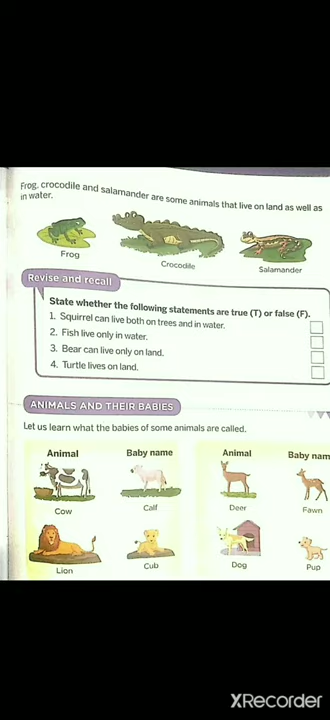 Frog, crocodile and salamander are some animals that live on land as well as
in water.
Frog
Crocodile
Salamander
Revise and recall
State whether the following statements are true (T) or false (F).
1. Squirrel can live both on trees and in water.
2. Fish live only in water.
3. Bear can live only on land.
4. Turtle lives on land.
ANIMALS AND THEIR BABIES
Let us learn what the babies of some animals are called.
Animal Baby name Animal Baby nam
Cow Calf Deer Fawn
Lion Cub Dog Pup
XRecorder